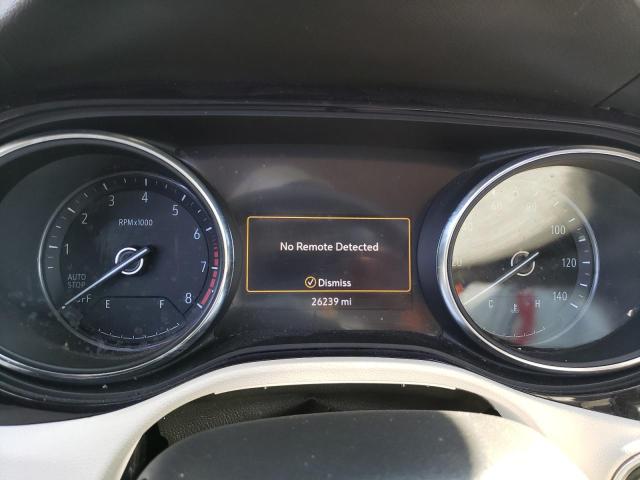 1
2
3
4
5
6
7
8
RPMx1000
AUTO
STOP
E F
No Remote Detected
Dismiss
26239 mi
80
100
120
140
C H